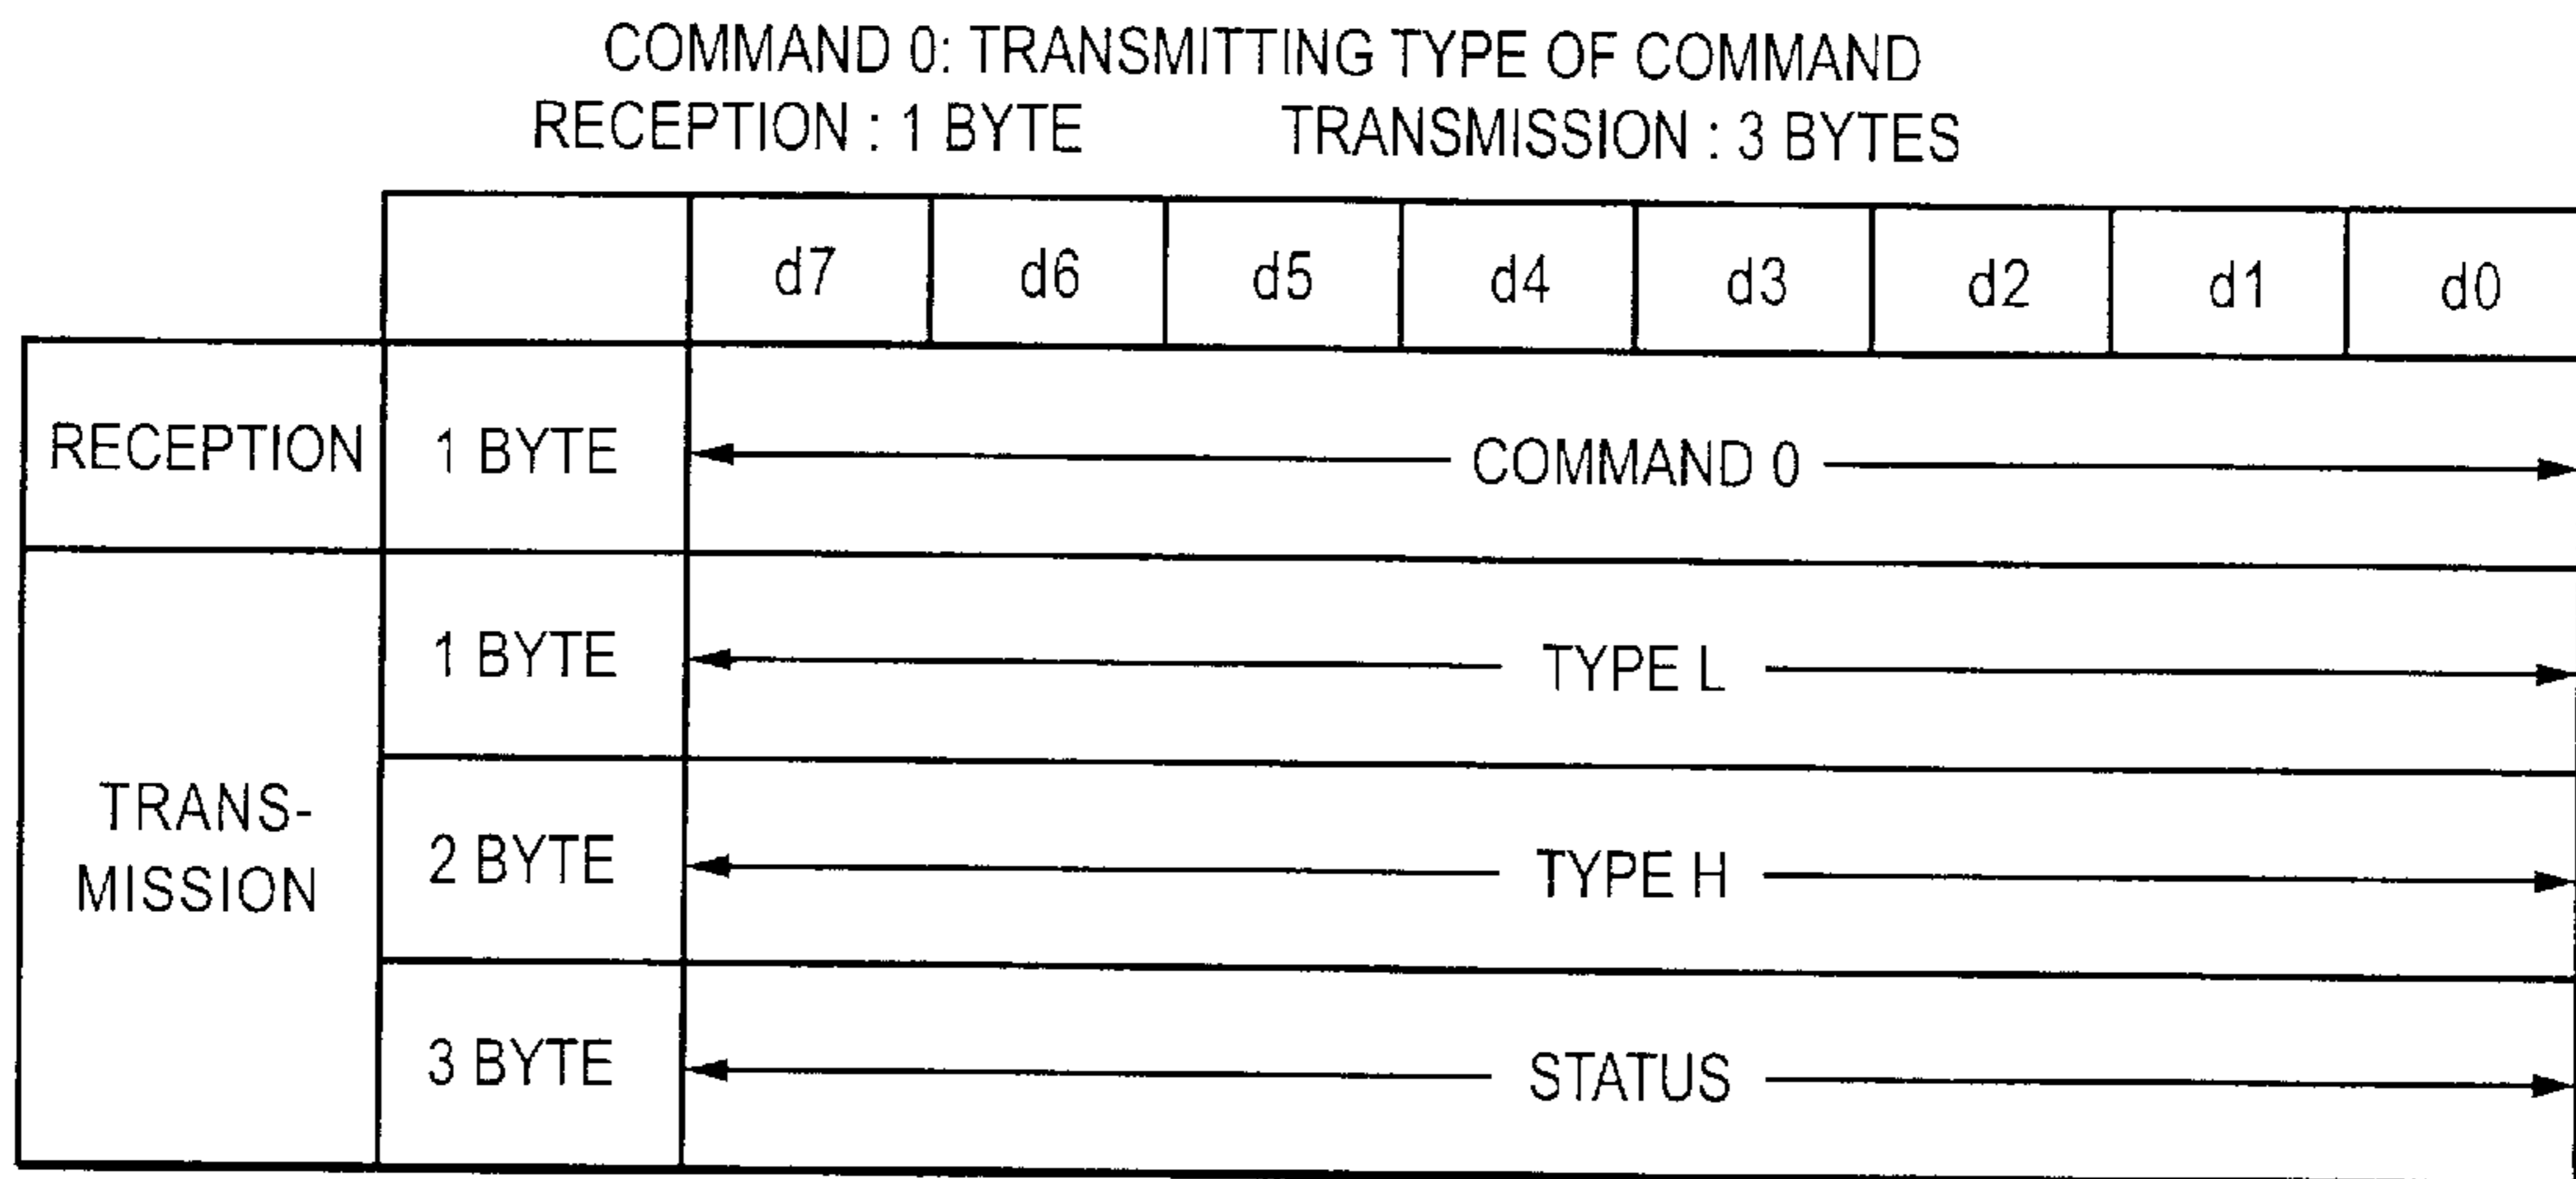 COMMAND 0: TRANSMITTING TYPE OF COMMAND
RECEPTION : 1 BYTE TRANSMISSION : 3 BYTES
d7 d6 d5 d4 d3 d2 d1 d0
RECEPTION 1 BYTE COMMAND 0
TRANS-
MISSION
1 BYTE TYPE L
2 BYTE TYPE H
3 BYTE STATUS